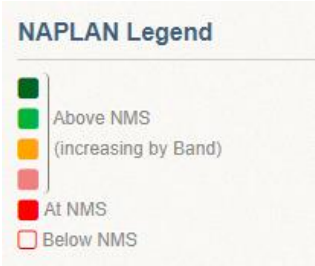 NAPLAN Legend
Above NMS
(increasing by Band)
At NMS
Below NMS